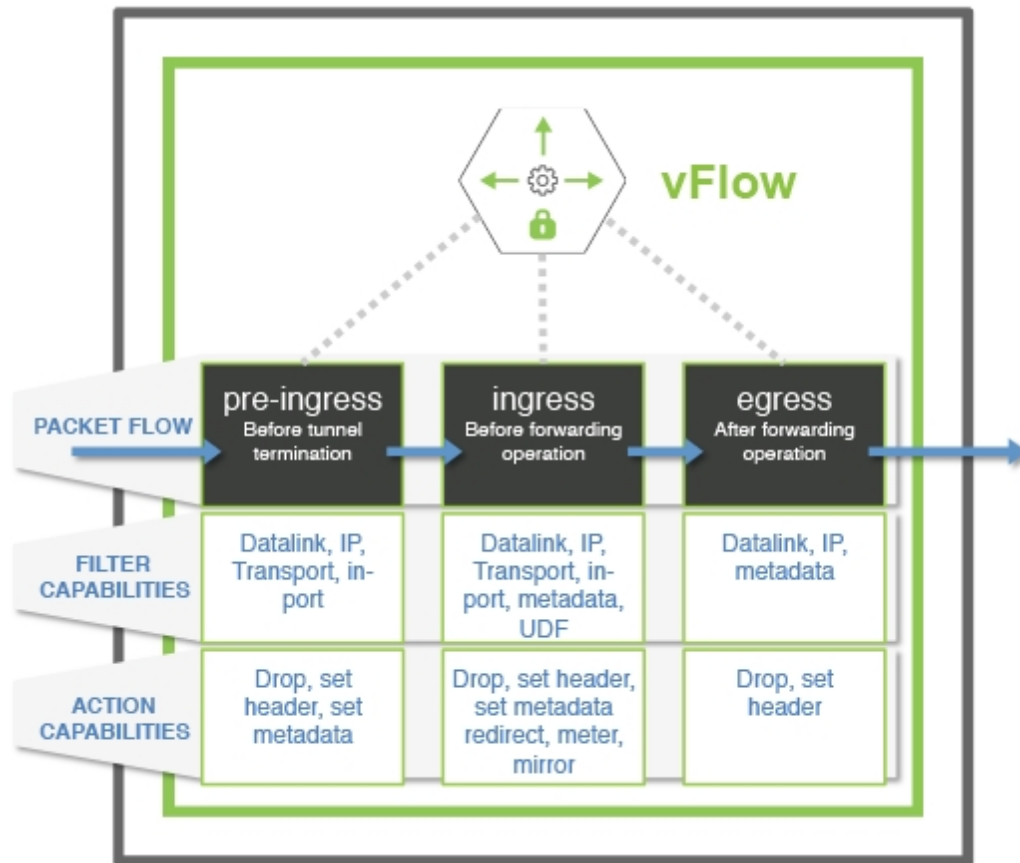 vFlow
PACKET FLOW
pre-ingress
Before tunnel
termination
ingress
Before forwarding
operation
egress
After forwarding
operation
FILTER
CAPABILITIES
Datalink, IP,
Transport, in-
port
Datalink, IP,
Transport, in-
port, metadata,
UDF
Datalink, IP,
metadata
ACTION
CAPABILITIES
Drop, set
header, set
metadata
Drop, set header,
set metadata
redirect, meter,
mirror
Drop, set
header